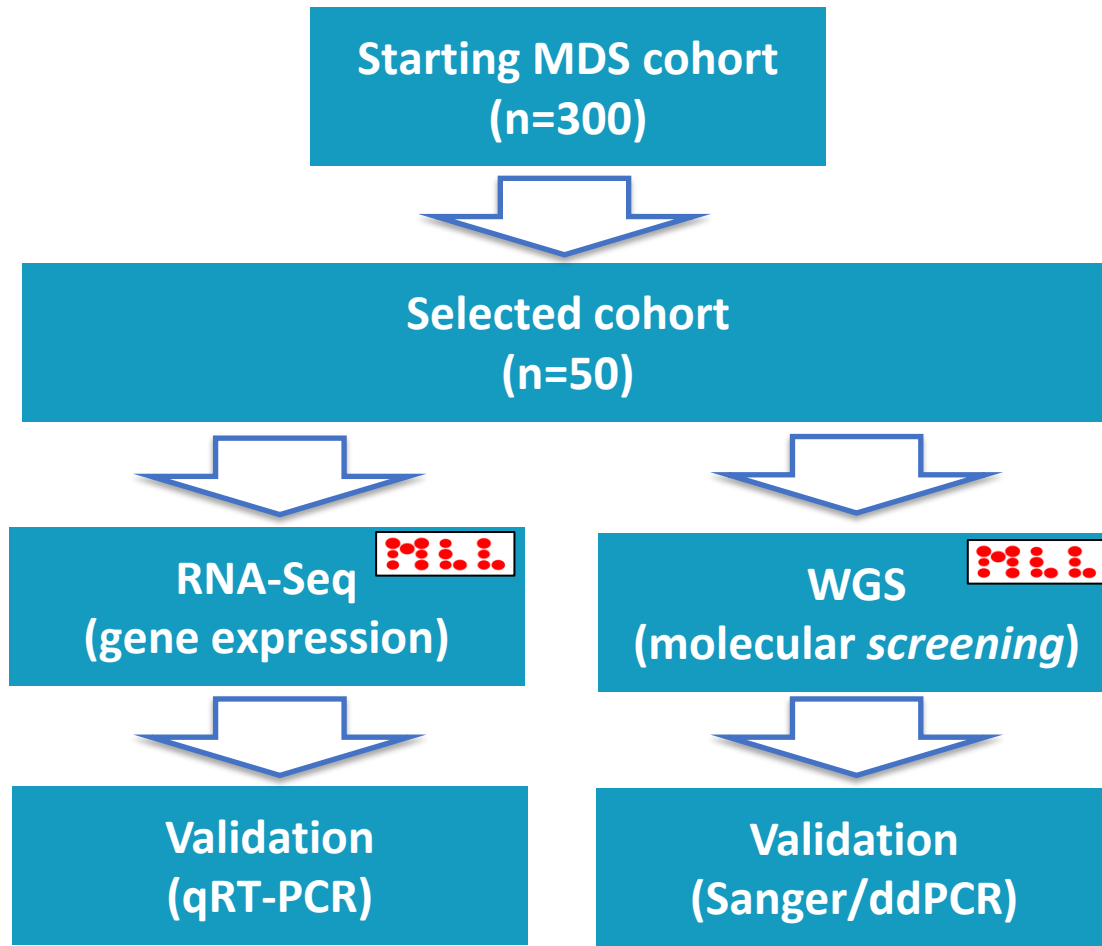 Starting MDS cohort
(n=300)
Selected cohort
(n=50)
MLL
RNA-Seq
(gene expression)
MLL
WGS
(molecular screening)
Validation
(qRT-PCR)
Validation
(Sanger/ddPCR)